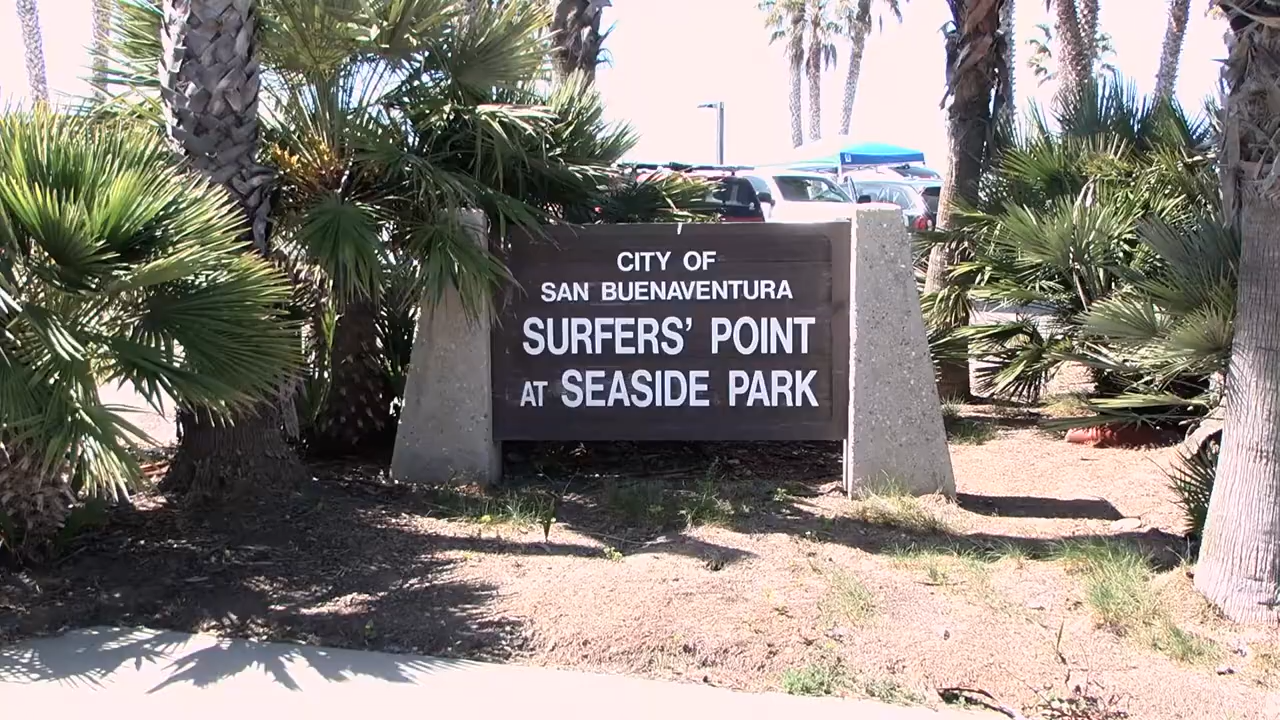 CITY OF
SAN BUENAVENTURA
SURFERS' POINT
AT SEASIDE PARK